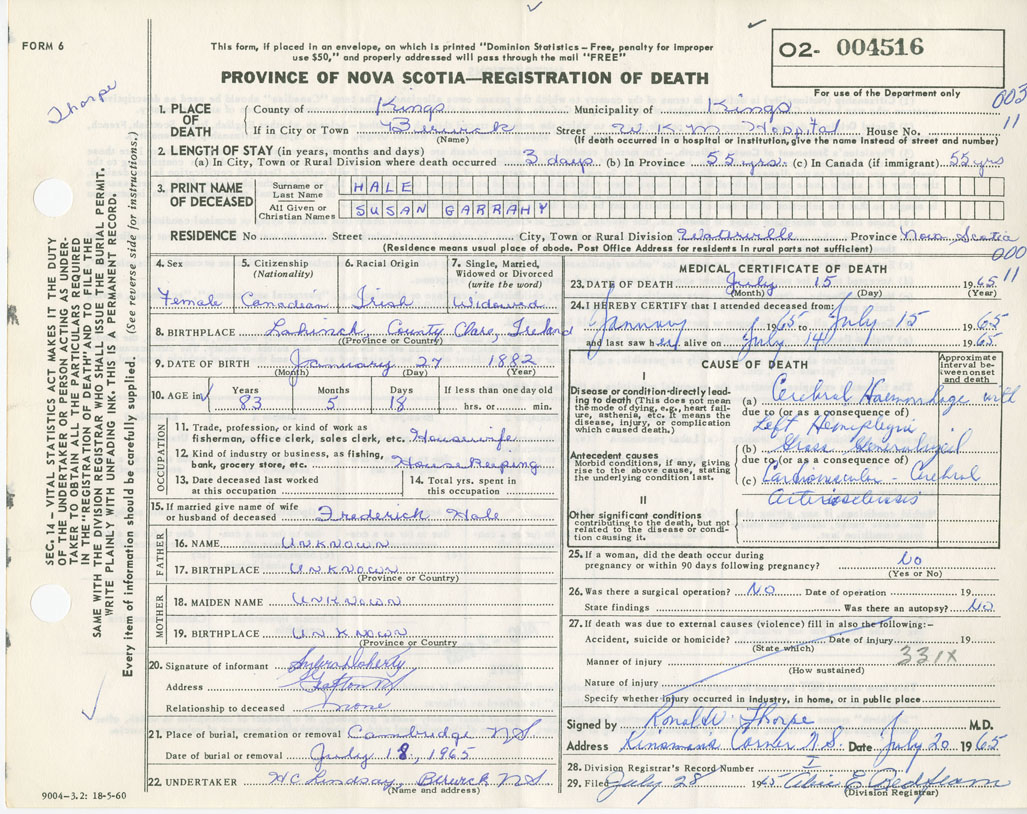 FORM 6
This form, if placed in an envelope, on which is printed "Dominion Statistics – Free, penalty for improper
use $50," and properly addressed will pass through the mail "FREE"
PROVINCE OF NOVA SCOTIA—REGISTRATION OF DEATH
O2- 004516
For use of the Department only
003
11
Thorpe
1. PLACE OF DEATH County of Kings Municipality of Kings
If in City or Town Berwick Street W. K. M. Hospital House No.
(Name) (If death occurred in a hospital or institution, give the name instead of street and number)
2. LENGTH OF STAY (in years, months and days)
(a) In City, Town or Rural Division where death occurred 3 days (b) In Province 55 yrs. (c) In Canada (if immigrant) 55 yrs
3. PRINT NAME OF DECEASED Surname or Last Name HALE
All Given or Christian Names SUSAN GARRAHY
RESIDENCE No. Street City, Town or Rural Division Waterville Province Nova Scotia
(Residence means usual place of abode. Post Office Address for residents in rural parts not sufficient)
000
11
4. Sex 5. Citizenship (Nationality) 6. Racial Origin 7. Single, Married, Widowed or Divorced (write the word)
Female Canadian Irish Widowed
8. BIRTHPLACE Lahinch, County Clare, Ireland
(Province or Country)
9. DATE OF BIRTH January 27 1882
(Month) (Day) (Year)
10. AGE in Years Months Days If less than one day old
83 5 18 hrs. or min.
OCCUPATION
11. Trade, profession, or kind of work as
fisherman, office clerk, sales clerk, etc. Housewife
12. Kind of industry or business, as fishing,
bank, grocery store, etc. HouseKeeping
13. Date deceased last worked at this occupation 14. Total yrs. spent in this occupation
15. If married give name of wife
or husband of deceased Frederick Hale
FATHER
16. NAME UNKNOWN
17. BIRTHPLACE UNKNOWN
(Province or Country)
MOTHER
18. MAIDEN NAME UNKNOWN
19. BIRTHPLACE UNKNOWN
(Province or Country)
20. Signature of informant Doherty
Address Grafton NS
Relationship to deceased none
21. Place of burial, cremation or removal Cambridge NS
Date of burial or removal July 18, 1965
22. UNDERTAKER H C Lindsay, Berwick NS
(Name and address)
MEDICAL CERTIFICATE OF DEATH
23. DATE OF DEATH July 15 1965
(Month) (Day) (Year)
24. I HEREBY CERTIFY that I attended deceased from:
January 1965 to July 15 1965
and last saw her alive on July 14 1965
CAUSE OF DEATH
Approximate interval between onset and death
I
Disease or condition directly leading to death (This does not mean the mode of dying, e.g., heart failure, asthenia, etc. It means the disease, injury, or complication which caused death.
(a) Cerebral Haemorrhage with
due to (or as a consequence of)
Left Hemiplegia
Antecedent causes
Morbid conditions, if any, giving rise to the above cause, stating the underlying condition last.
(b) Gross Generalized
due to (or as a consequence of)
(c) Cardiovascular - Cerebral
Arteriosclerosis
II
Other significant conditions
contributing to the death, but not related to the disease or condition causing it.
25. If a woman, did the death occur during
pregnancy or within 90 days following pregnancy? No
(Yes or No)
26. Was there a surgical operation? NO Date of operation 19
State findings Was there an autopsy? NO
27. If death was due to external causes (violence) fill in also the following:–
Accident, suicide or homicide? Date of injury 19
(State which)
331X
Manner of injury
(How sustained)
Nature of injury
Specify whether injury occurred in industry, in home, or in public place
Signed by Ronald W Thorpe M.D.
Address Kinsman's Corner N.S. Date July 20 1965
28. Division Registrar's Record Number I
29. Filed July 28 1965 Alice E
(Division Registrar)
SEC. 14 – VITAL STATISTICS ACT MAKES IT THE DUTY
OF THE UNDERTAKER OR PERSON ACTING AS UNDER-
TAKER TO OBTAIN ALL THE PARTICULARS REQUIRED
IN THE "REGISTRATION OF DEATH" AND TO FILE THE
SAME WITH THE DIVISION REGISTRAR WHO SHALL ISSUE THE BURIAL PERMIT.
WRITE PLAINLY WITH UNFADING INK. THIS IS A PERMANENT RECORD.
Every item of information should be carefully supplied. (See reverse side for instructions.)
9004–3.2: 18-5-60